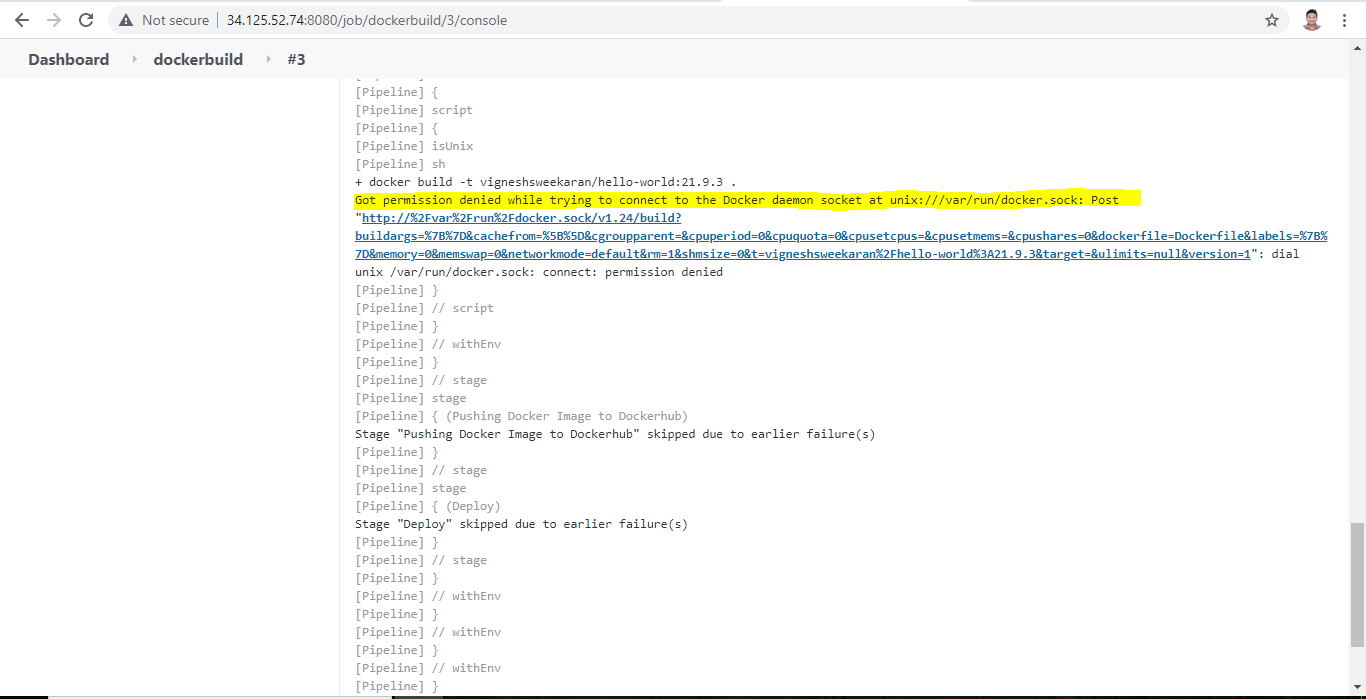 Not secure | 34.125.52.74:8080/job/dockerbuild/3/console
Dashboard dockerbuild #3
[Pipeline] {
[Pipeline] script
[Pipeline] {
[Pipeline] isUnix
[Pipeline] sh
+ docker build -t vigneshsweekaran/hello-world:21.9.3 .
Got permission denied while trying to connect to the Docker daemon socket at unix:///var/run/docker.sock: Post
"http://%2Fvar%2Frun%2Fdocker.sock/v1.24/build?
buildargs=%7B%7D&cachefrom=%5B%5D&cgroupparent=&cpuperiod=0&cpuquota=0&cpusetcpus=&cpusetmems=&cpushares=0&dockerfile=Dockerfile&labels=%7B%
7D&memory=0&memswap=0&networkmode=default&rm=1&shmsize=0&t=vigneshsweekaran%2Fhello-world%3A21.9.3&target=&ulimits=null&version=1": dial
unix /var/run/docker.sock: connect: permission denied
[Pipeline] }
[Pipeline] // script
[Pipeline] }
[Pipeline] // withEnv
[Pipeline] }
[Pipeline] // stage
[Pipeline] stage
[Pipeline] { (Pushing Docker Image to Dockerhub)
Stage "Pushing Docker Image to Dockerhub" skipped due to earlier failure(s)
[Pipeline] }
[Pipeline] // stage
[Pipeline] stage
[Pipeline] { (Deploy)
Stage "Deploy" skipped due to earlier failure(s)
[Pipeline] }
[Pipeline] // stage
[Pipeline] }
[Pipeline] // withEnv
[Pipeline] }
[Pipeline] // withEnv
[Pipeline] }
[Pipeline] // withEnv
[Pipeline] }